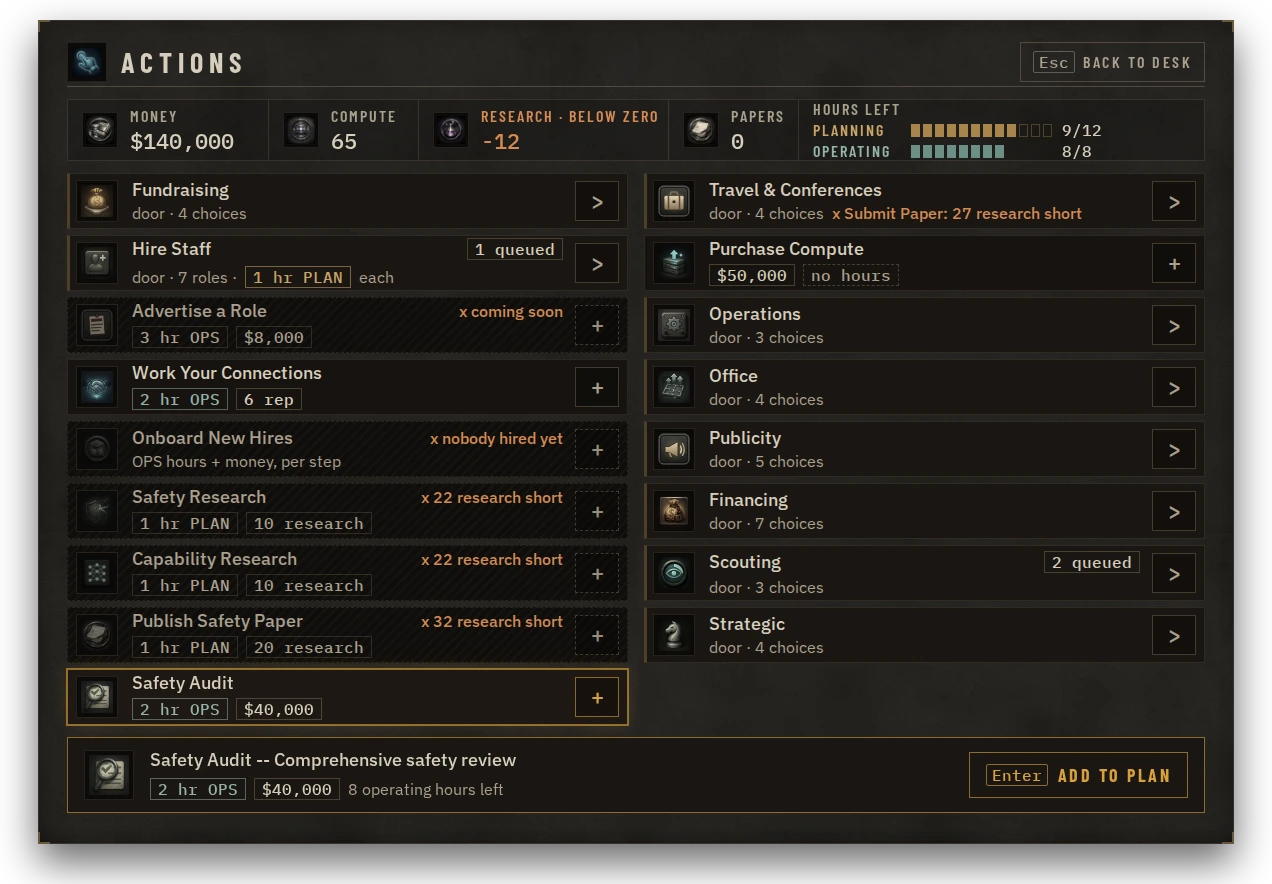 ACTIONS
Esc BACK TO DESK
MONEY
$140,000
COMPUTE
65
RESEARCH · BELOW ZERO
-12
PAPERS
0
HOURS LEFT
PLANNING 9/12
OPERATING 8/8
Fundraising
door · 4 choices
>
Hire Staff
1 queued
door · 7 roles · 1 hr PLAN each
>
Advertise a Role
x coming soon
3 hr OPS $8,000
+
Work Your Connections
2 hr OPS 6 rep
+
Onboard New Hires
x nobody hired yet
OPS hours + money, per step
+
Safety Research
x 22 research short
1 hr PLAN 10 research
+
Capability Research
x 22 research short
1 hr PLAN 10 research
+
Publish Safety Paper
x 32 research short
1 hr PLAN 20 research
+
Safety Audit
2 hr OPS $40,000
+
Travel & Conferences
door · 4 choices x Submit Paper: 27 research short
>
Purchase Compute
$50,000 no hours
+
Operations
door · 3 choices
>
Office
door · 4 choices
>
Publicity
door · 5 choices
>
Financing
door · 7 choices
>
Scouting
2 queued
door · 3 choices
>
Strategic
door · 4 choices
>
Safety Audit -- Comprehensive safety review
2 hr OPS $40,000 8 operating hours left
Enter ADD TO PLAN